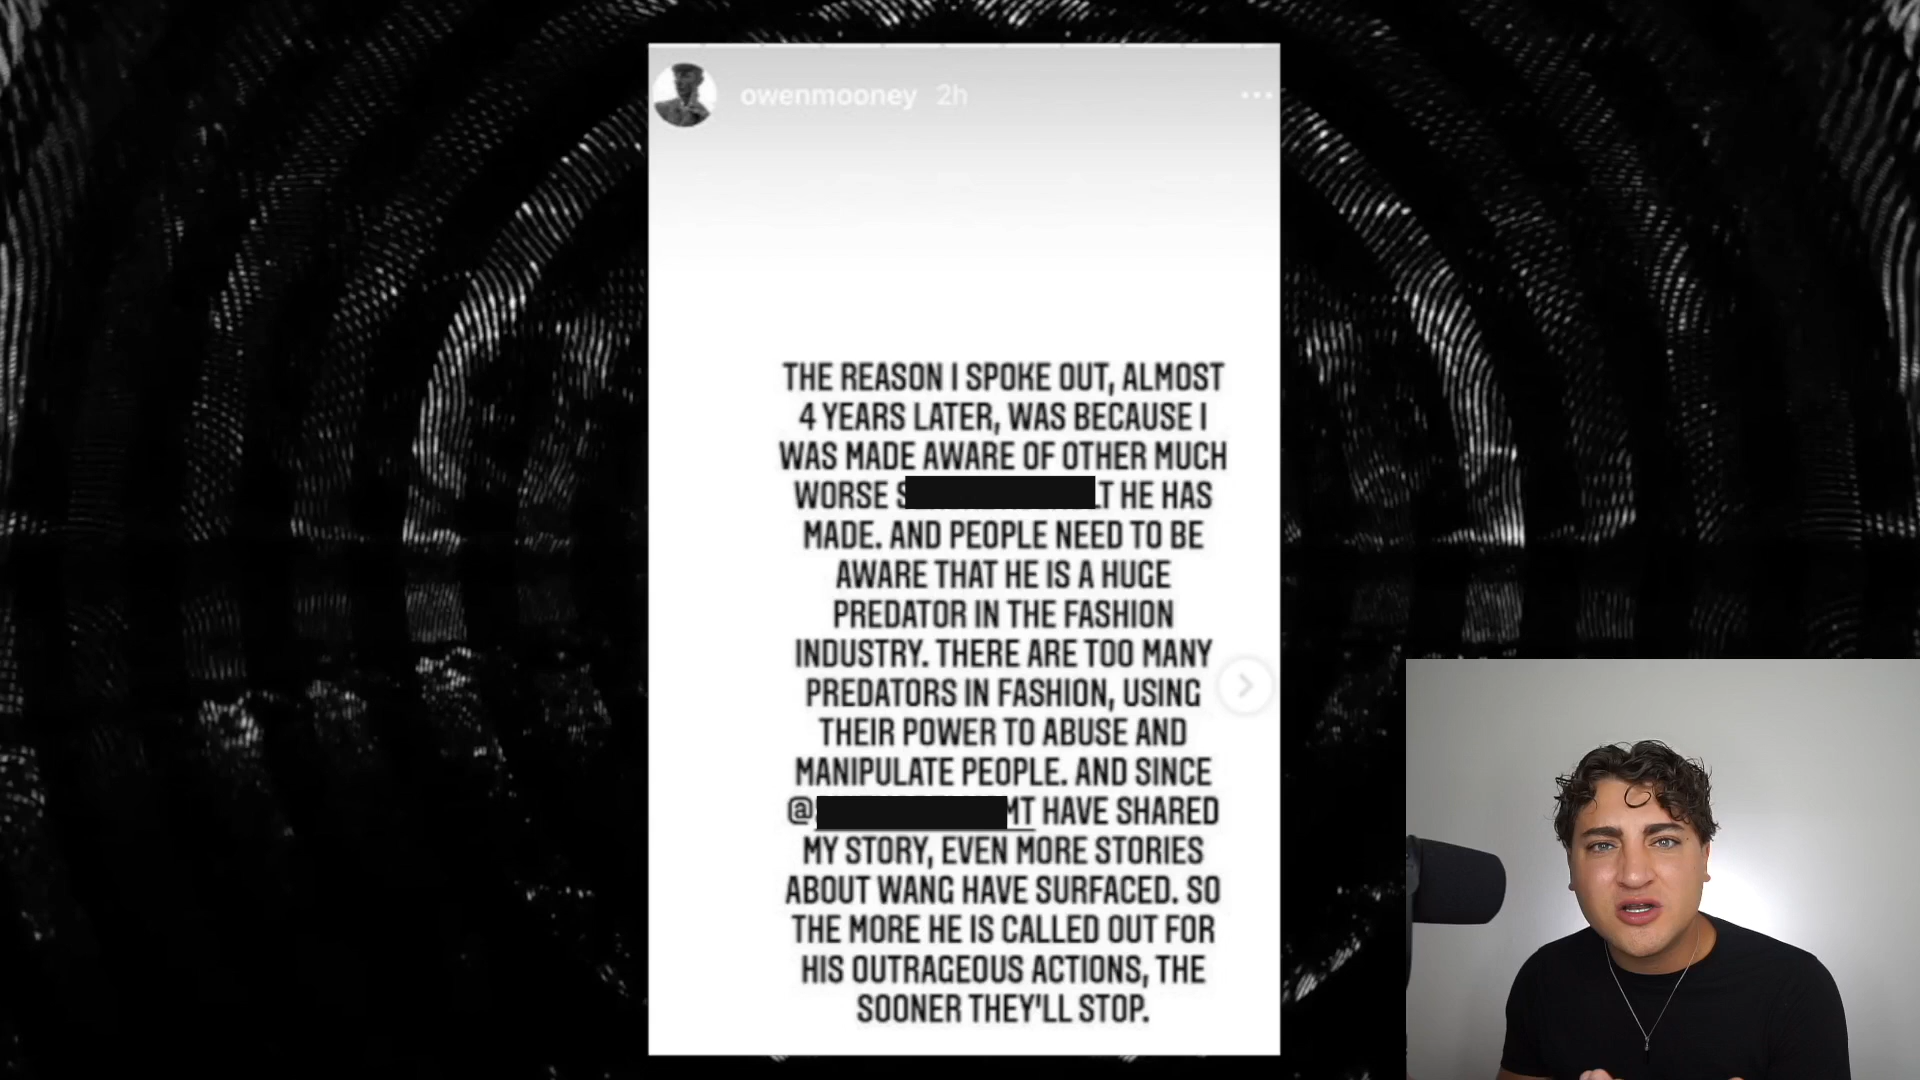 owenmooney 2h
THE REASON I SPOKE OUT, ALMOST
4 YEARS LATER, WAS BECAUSE I
WAS MADE AWARE OF OTHER MUCH
WORSE S T HE HAS
MADE. AND PEOPLE NEED TO BE
AWARE THAT HE IS A HUGE
PREDATOR IN THE FASHION
INDUSTRY. THERE ARE TOO MANY
PREDATORS IN FASHION, USING
THEIR POWER TO ABUSE AND
MANIPULATE PEOPLE. AND SINCE
@ MT HAVE SHARED
MY STORY, EVEN MORE STORIES
ABOUT WANG HAVE SURFACED. SO
THE MORE HE IS CALLED OUT FOR
HIS OUTRAGEOUS ACTIONS, THE
SOONER THEY'LL STOP.